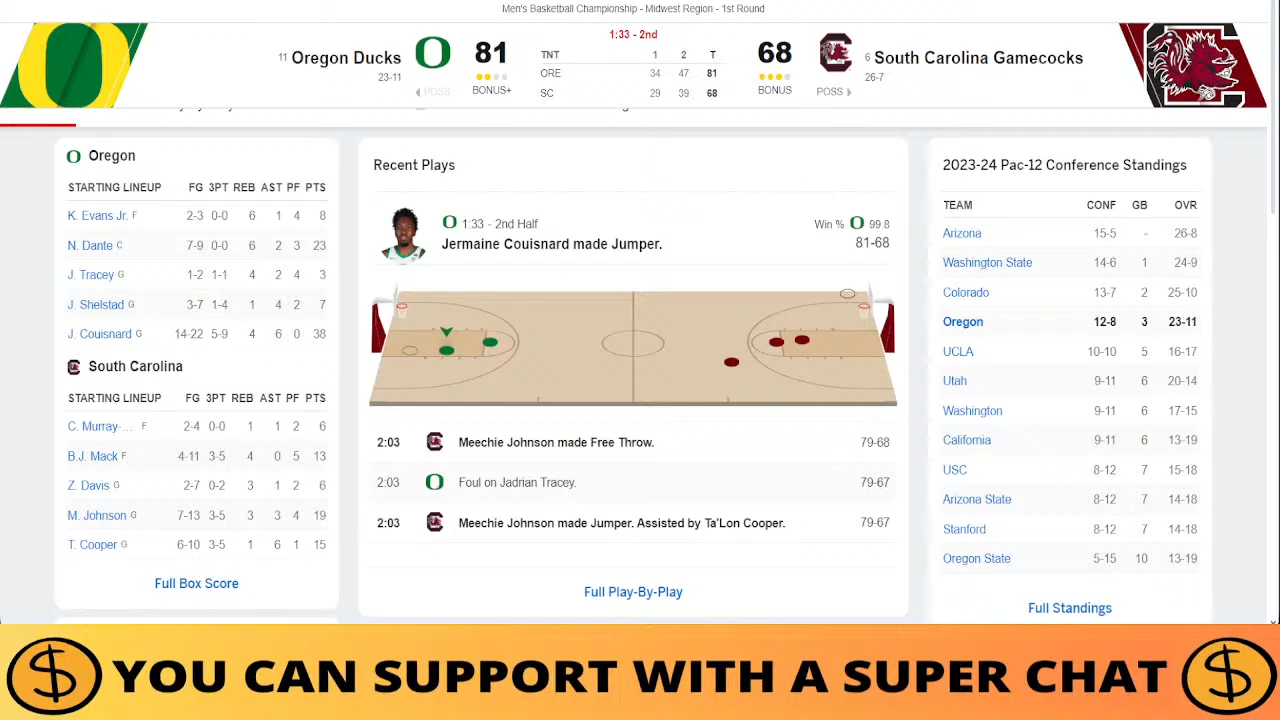 Men's Basketball Championship - Midwest Region - 1st Round
11 Oregon Ducks
23-11
81
BONUS+
POSS
1:33 - 2nd
TNT 1 2 T
ORE 34 47 81
SC 29 39 68
68
BONUS
POSS
6 South Carolina Gamecocks
26-7
Oregon
STARTING LINEUP FG 3PT REB AST PF PTS
K. Evans Jr. F 2-3 0-0 6 1 4 8
N. Dante C 7-9 0-0 6 2 3 23
J. Tracey G 1-2 1-1 4 2 4 3
J. Shelstad G 3-7 1-4 1 4 2 7
J. Couisnard G 14-22 5-9 4 6 0 38
South Carolina
STARTING LINEUP FG 3PT REB AST PF PTS
C. Murray-... F 2-4 0-0 1 1 2 6
B.J. Mack F 4-11 3-5 4 0 5 13
Z. Davis G 2-7 0-2 3 1 2 6
M. Johnson G 7-13 3-5 3 3 4 19
T. Cooper G 6-10 3-5 1 6 1 15
Full Box Score
Recent Plays
1:33 - 2nd Half
Jermaine Couisnard made Jumper.
Win % 99.8
81-68
2:03 Meechie Johnson made Free Throw. 79-68
2:03 Foul on Jadrian Tracey. 79-67
2:03 Meechie Johnson made Jumper. Assisted by Ta'Lon Cooper. 79-67
Full Play-By-Play
2023-24 Pac-12 Conference Standings
TEAM CONF GB OVR
Arizona 15-5 - 26-8
Washington State 14-6 1 24-9
Colorado 13-7 2 25-10
Oregon 12-8 3 23-11
UCLA 10-10 5 16-17
Utah 9-11 6 20-14
Washington 9-11 6 17-15
California 9-11 6 13-19
USC 8-12 7 15-18
Arizona State 8-12 7 14-18
Stanford 8-12 7 14-18
Oregon State 5-15 10 13-19
Full Standings
YOU CAN SUPPORT WITH A SUPER CHAT